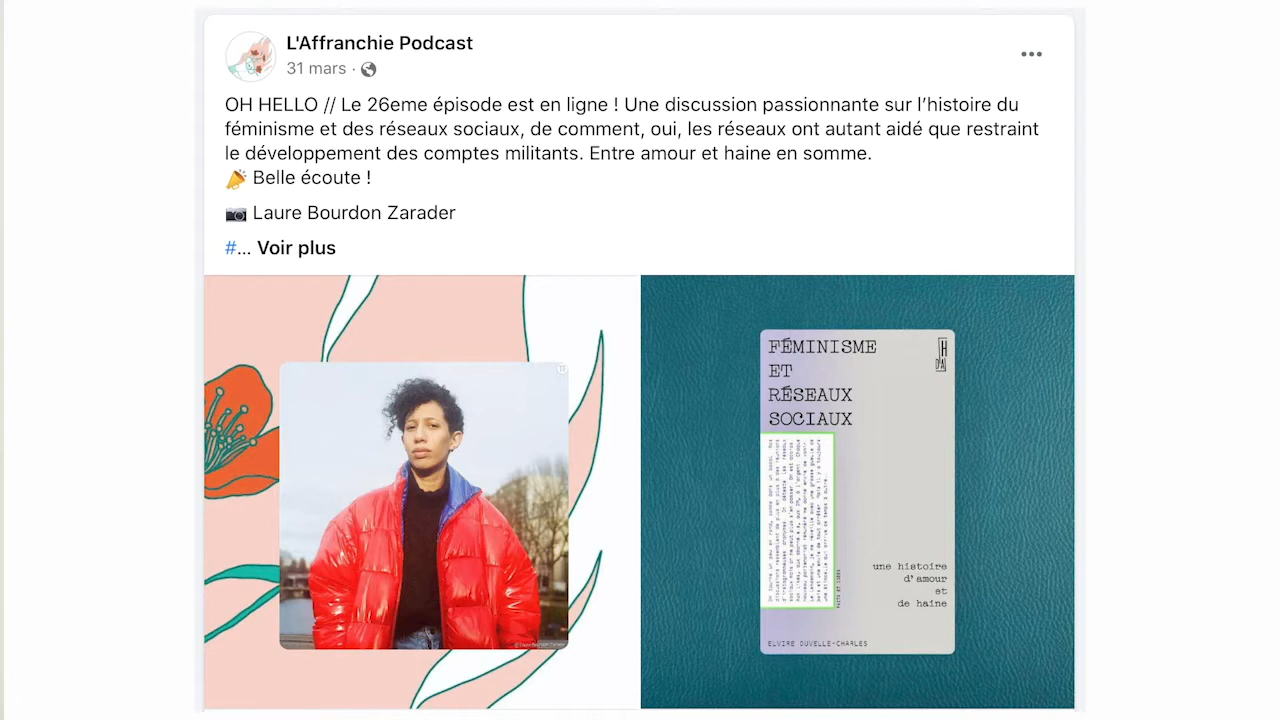 L'Affranchie Podcast
31 mars ·
OH HELLO // Le 26eme épisode est en ligne ! Une discussion passionnante sur l’histoire du
féminisme et des réseaux sociaux, de comment, oui, les réseaux ont autant aidé que restraint
le développement des comptes militants. Entre amour et haine en somme.
Belle écoute !
Laure Bourdon Zarader
#... Voir plus
FÉMINISME
ET
RÉSEAUX
SOCIAUX
une histoire
d'amour
et
de haine
ELVIRE DUVELLE-CHARLES